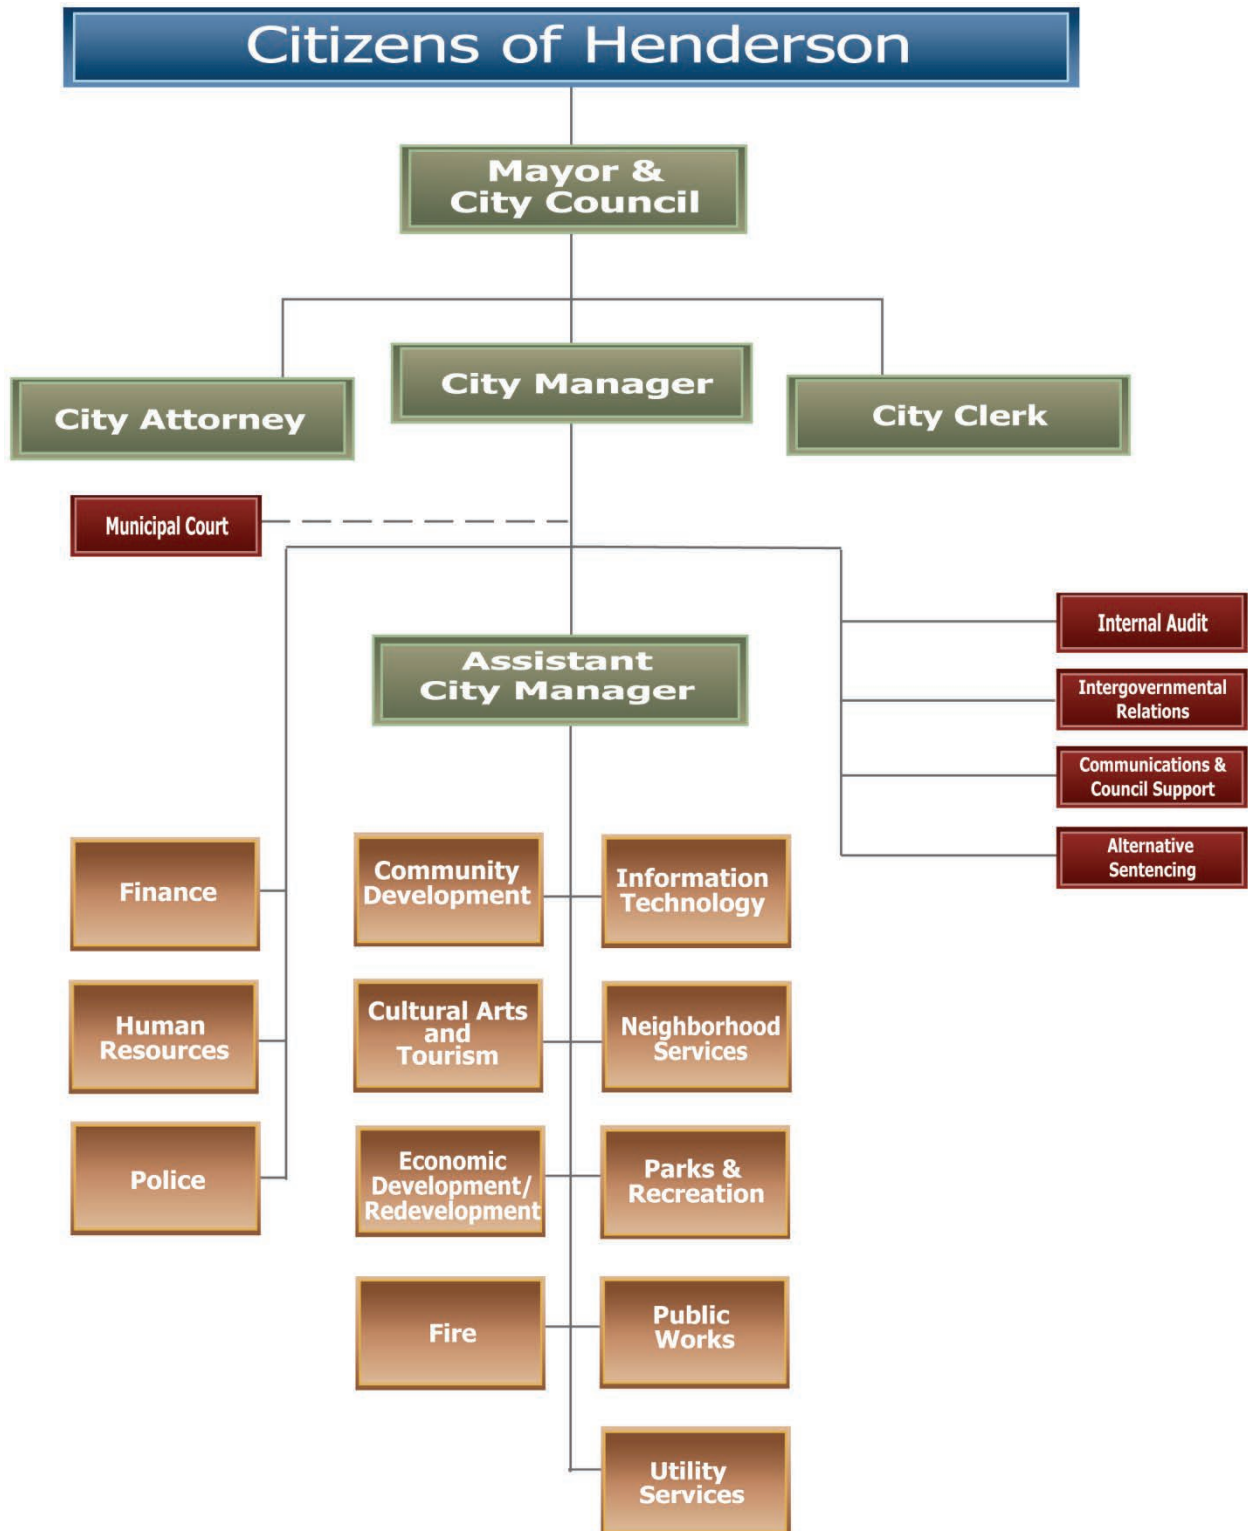 Citizens of Henderson
Mayor &
City Council
City Attorney
City Manager
City Clerk
Municipal Court
Internal Audit
Assistant
City Manager
Intergovernmental
Relations
Communications &
Council Support
Alternative
Sentencing
Finance
Community
Development
Information
Technology
Human
Resources
Cultural Arts
and
Tourism
Neighborhood
Services
Police
Economic
Development/
Redevelopment
Parks &
Recreation
Fire
Public
Works
Utility
Services